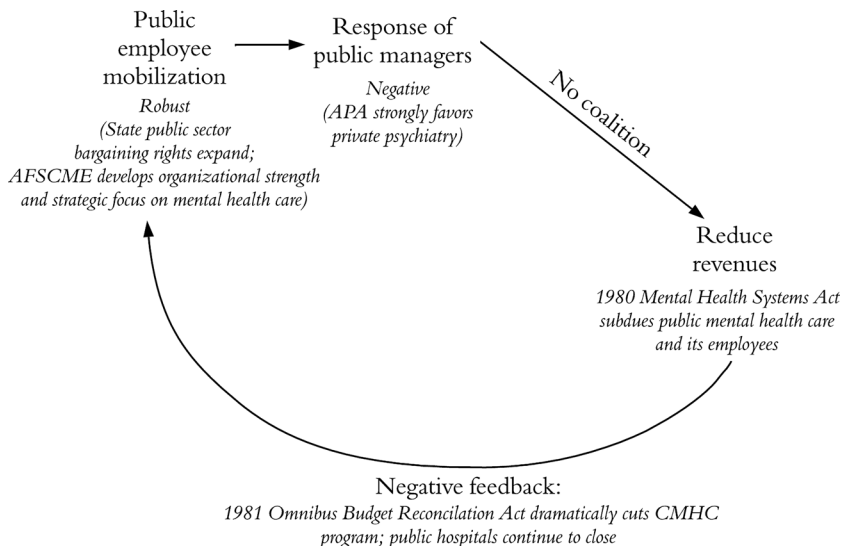 Public
employee
mobilization
Robust
(State public sector
bargaining rights expand;
AFSCME develops organizational strength
and strategic focus on mental health care)
Response of
public managers
Negative
(APA strongly favors
private psychiatry)
No coalition
Reduce
revenues
1980 Mental Health Systems Act
subdues public mental health care
and its employees
Negative feedback:
1981 Omnibus Budget Reconcilation Act dramatically cuts CMHC
program; public hospitals continue to close